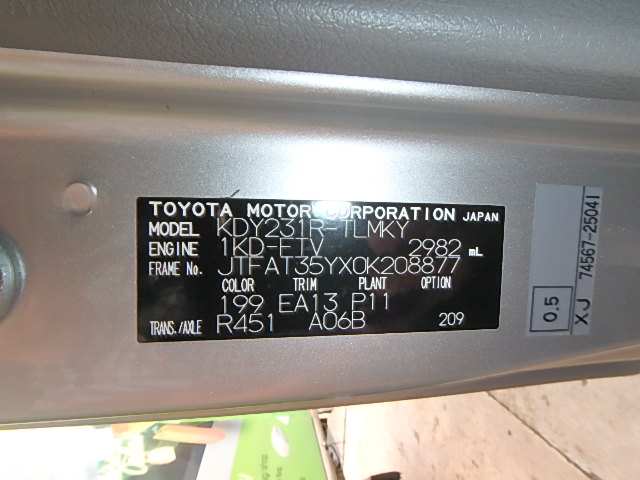 TOYOTA MOTOR CORPORATION JAPAN
MODEL KDY231R-TLMKY
ENGINE 1KD-ETV 2982 mL
FRAME No. JTFAT35YX0K208877
COLOR TRIM PLANT OPTION
199 EA13 P11
TRANS./AXLE R451 A06B 209
0.5
XJ 74567-25041